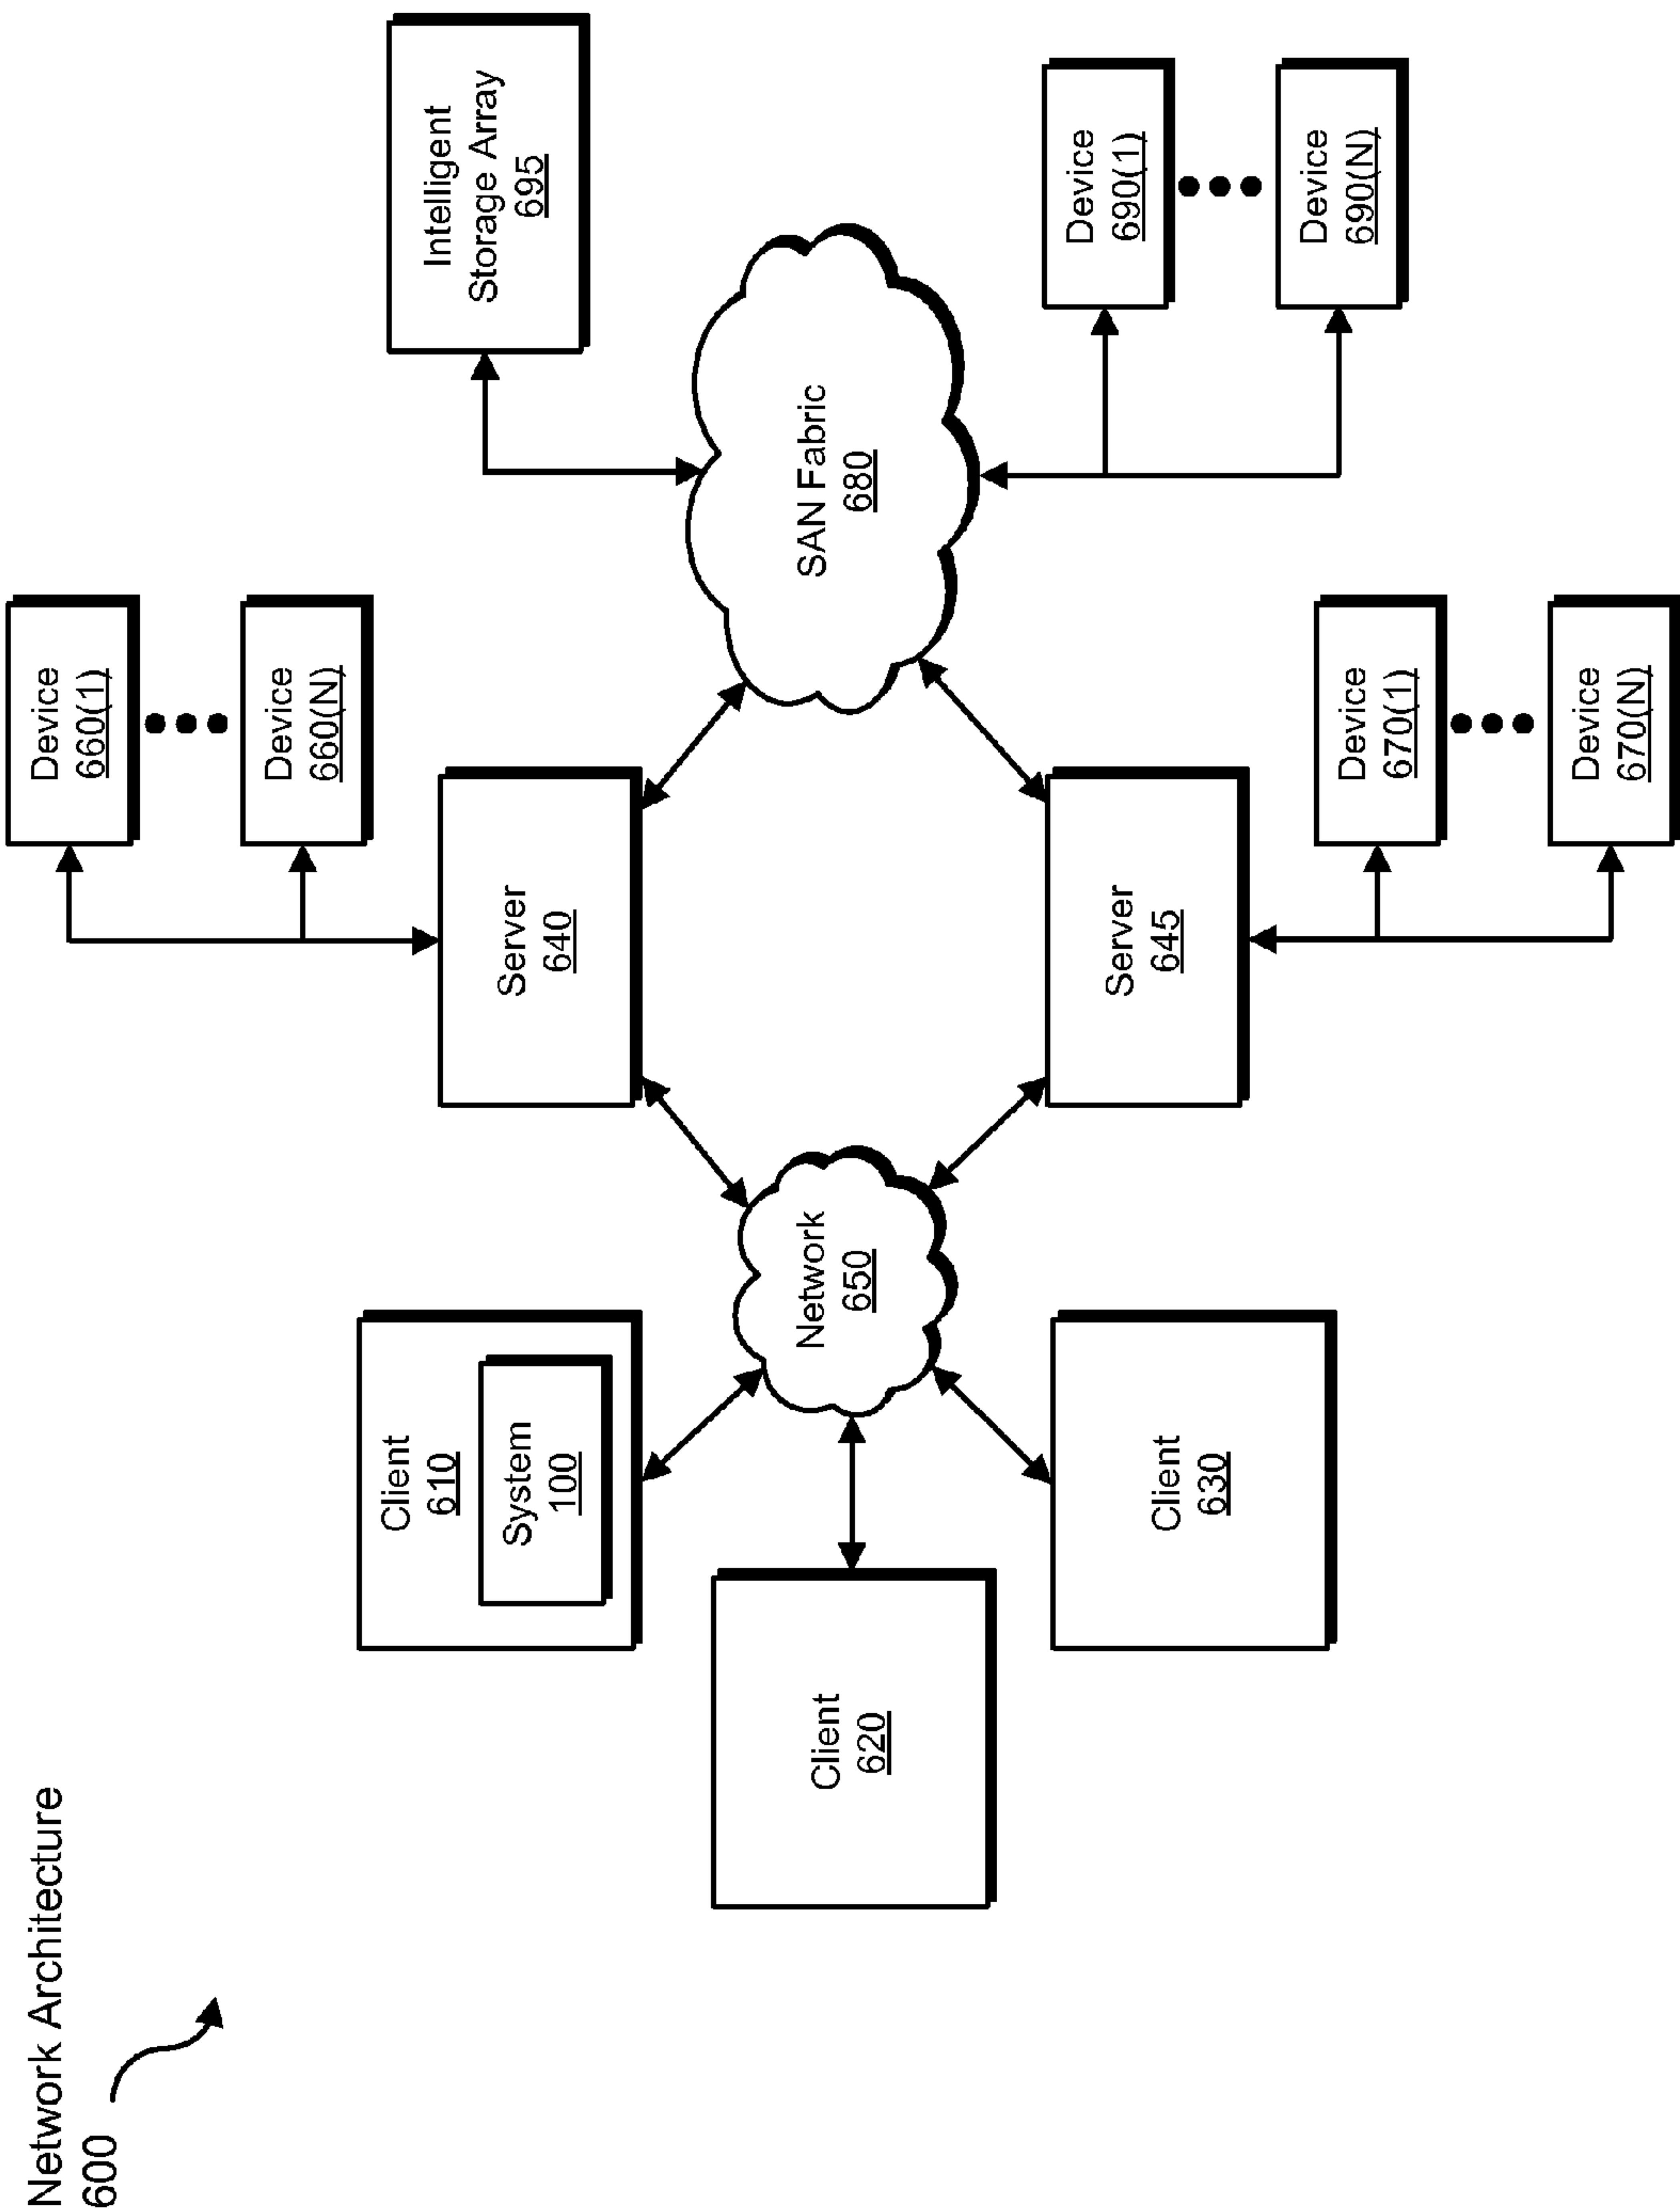 Network Architecture
600
Client
610
System
100
Client
620
Client
630
Network
650
Server
640
Server
645
Device
660(1)
Device
660(N)
Device
670(1)
Device
670(N)
SAN Fabric
680
Intelligent
Storage Array
695
Device
690(1)
Device
690(N)